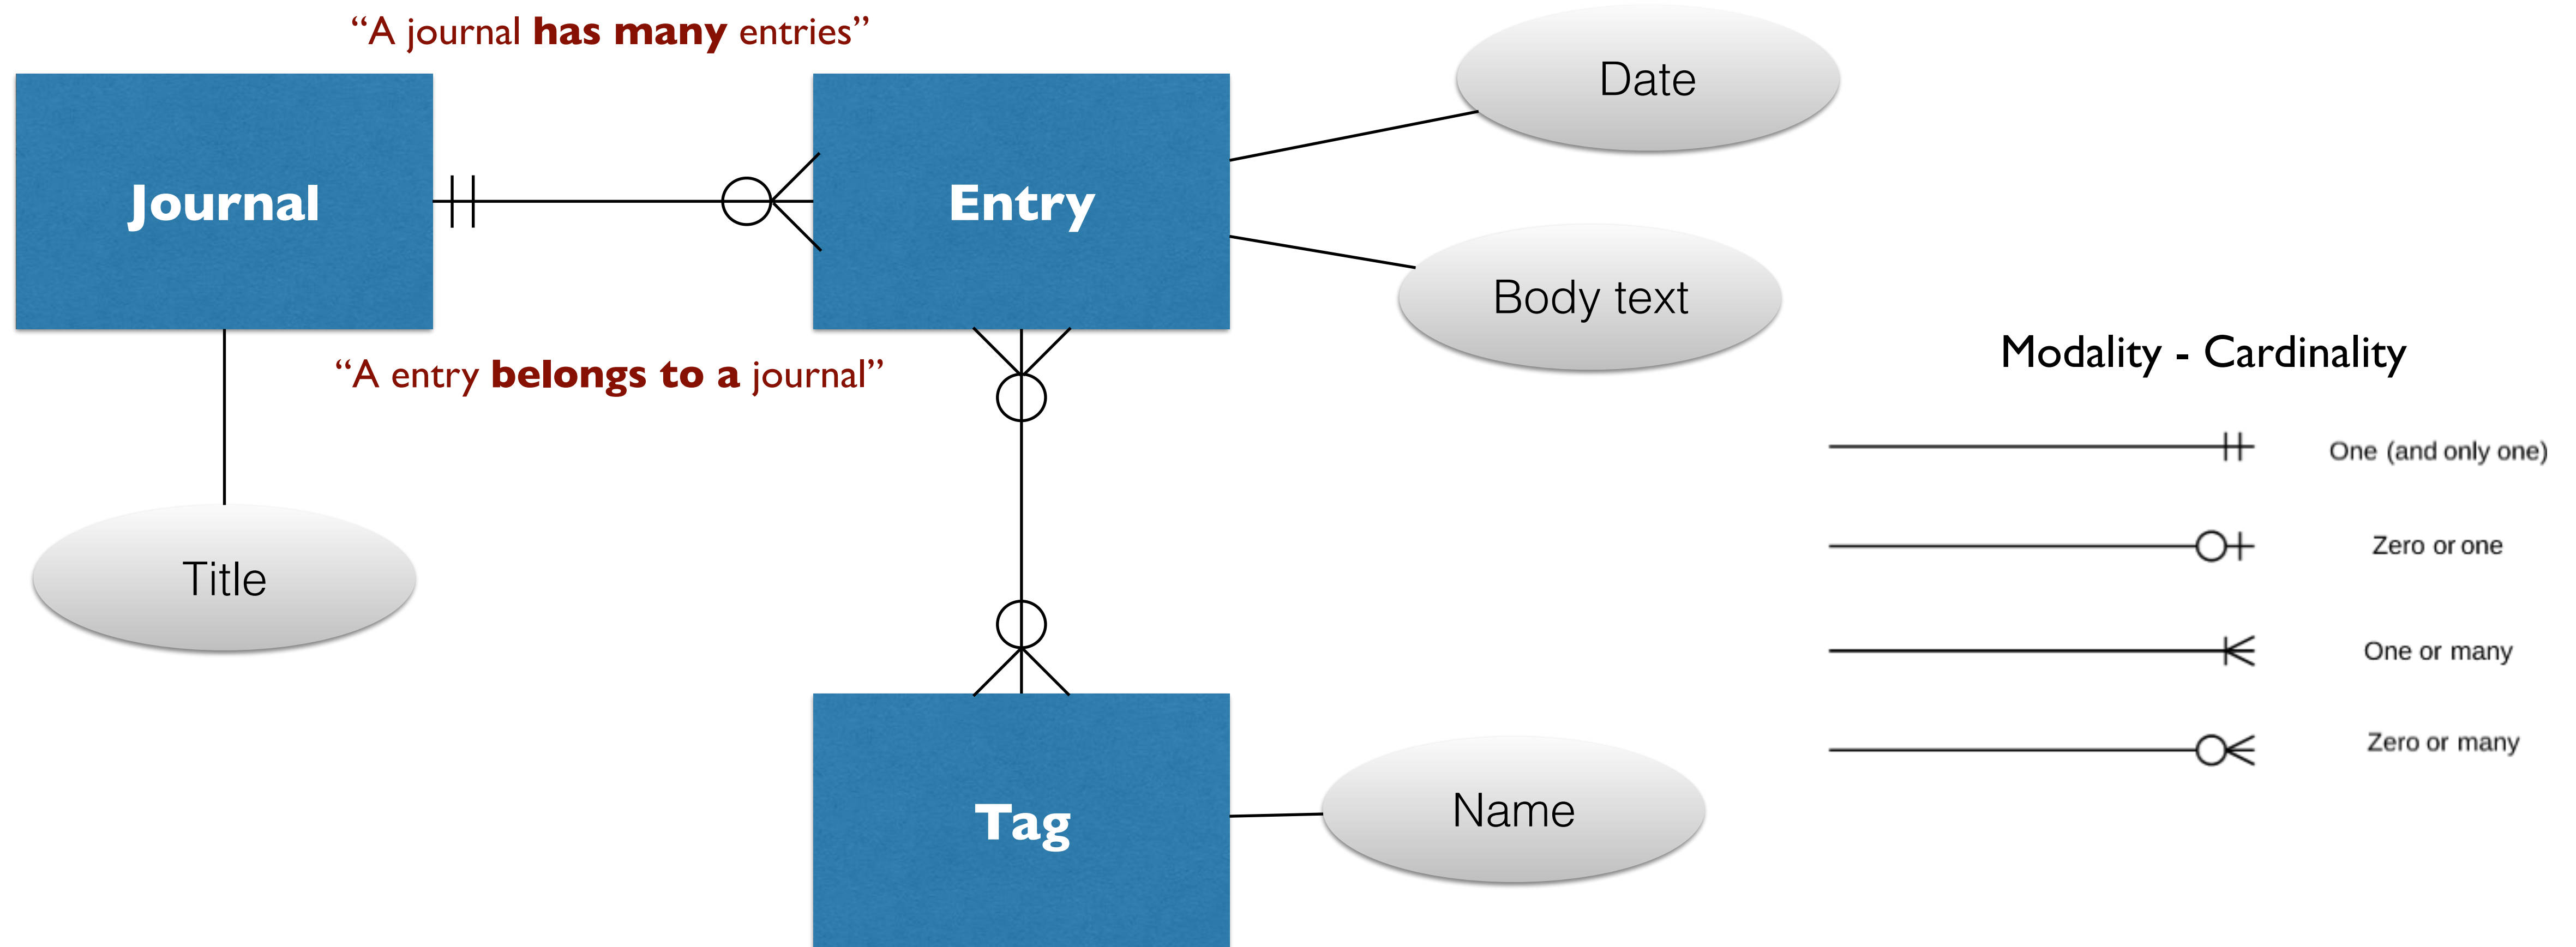 “A journal has many entries”
Journal
Entry
Date
Body text
“A entry belongs to a journal”
Title
Tag
Name
Modality - Cardinality
One (and only one)
Zero or one
One or many
Zero or many